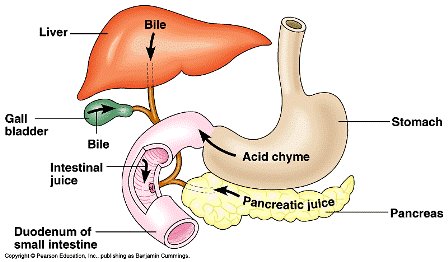 Liver
Bile
Gall
bladder
Bile
Stomach
Acid chyme
Intestinal
juice
Pancreatic juice
Pancreas
Duodenum of
small intestine
Copyright © Pearson Education, Inc., publishing as Benjamin Cummings.